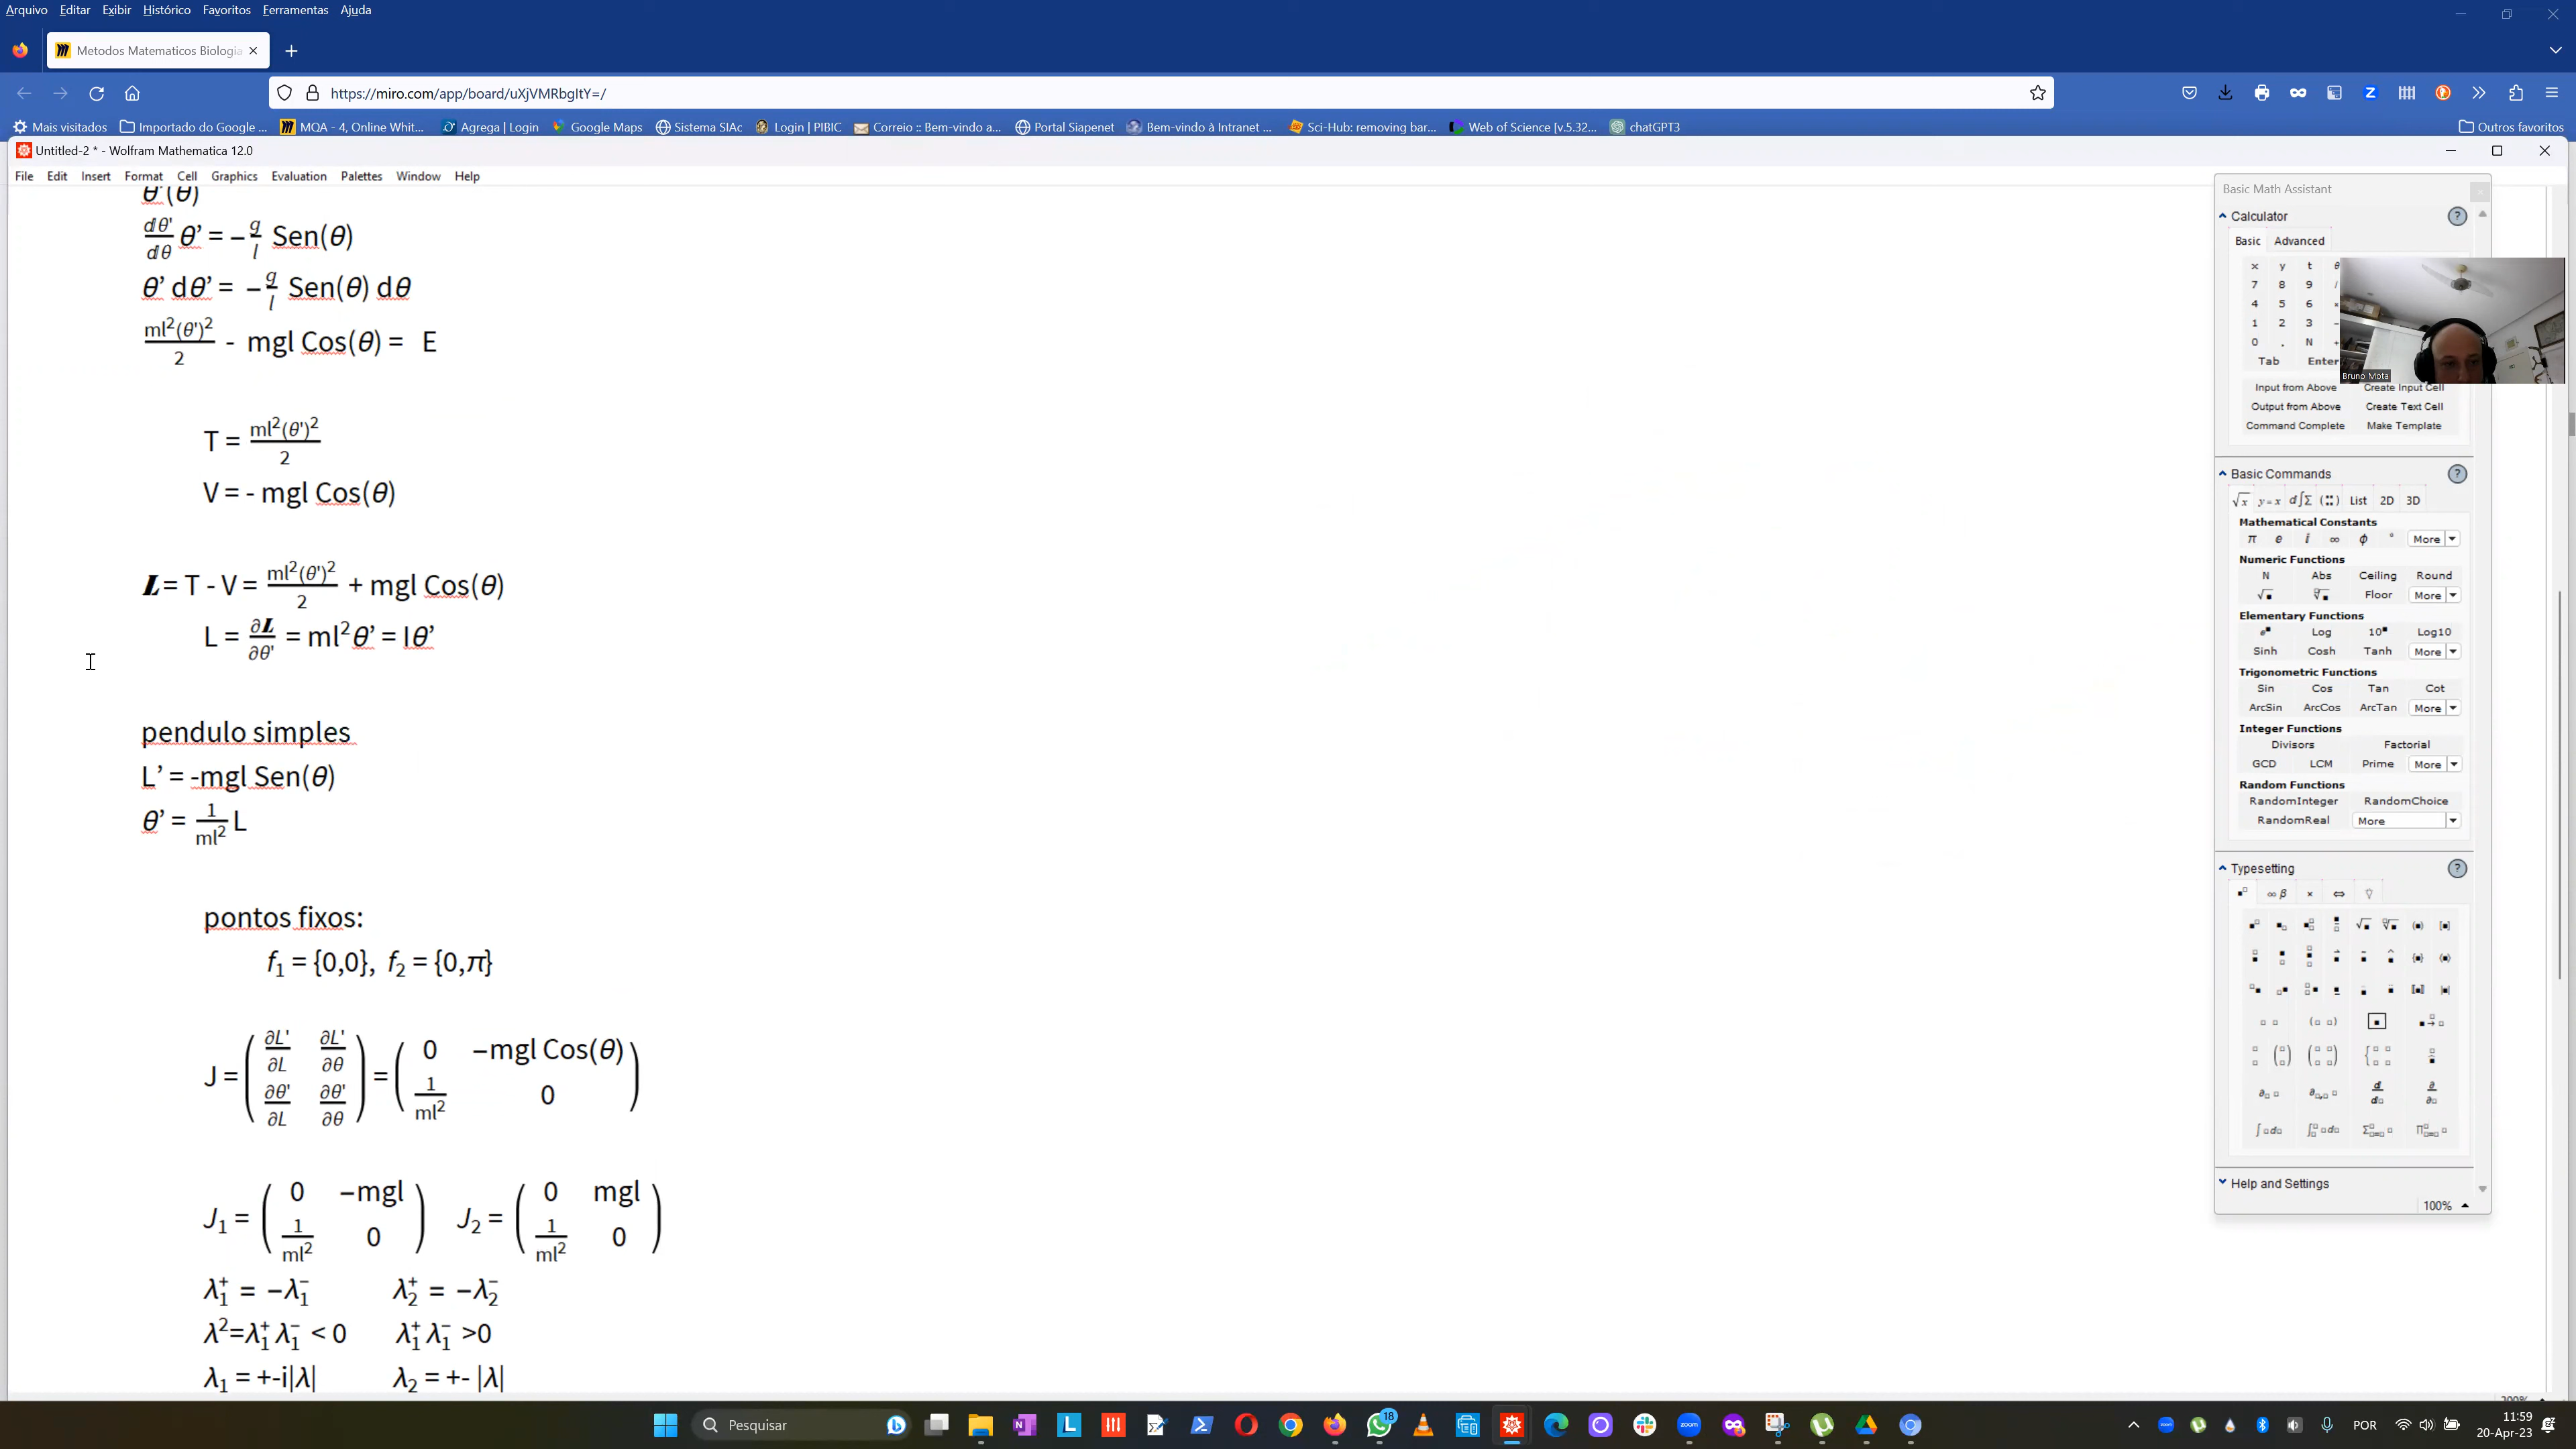 Arquivo Editar Exibir Histórico Favoritos Ferramentas Ajuda
Metodos Matematicos Biologia
https://miro.com/app/board/uXjVMRbgItY=/
Mais visitados Importado do Google ... MQA - 4, Online Whit... Agrega | Login Google Maps Sistema SIAc Login | PIBIC Correio :: Bem-vindo a... Portal Siapenet Bem-vindo à Intranet ... Sci-Hub: removing bar... Web of Science [v.5.32... chatGPT3 Outros favoritos
Untitled-2 * - Wolfram Mathematica 12.0
File Edit Insert Format Cell Graphics Evaluation Palettes Window Help
θ'(θ)
dθ'/dθ θ' = −g/l Sen(θ)
θ' dθ' = −g/l Sen(θ) dθ
ml²(θ')²/2 - mgl Cos(θ) = E
T = ml²(θ')²/2
V = - mgl Cos(θ)
L = T - V = ml²(θ')²/2 + mgl Cos(θ)
L = ∂L/∂θ' = ml²θ' = Iθ'
pendulo simples
L' = -mgl Sen(θ)
θ' = 1/ml² L
pontos fixos:
f₁ = {0,0}, f₂ = {0,π}
J = ( ∂L'/∂L ∂L'/∂θ ; ∂θ'/∂L ∂θ'/∂θ ) = ( 0 −mgl Cos(θ) ; 1/ml² 0 )
J₁ = ( 0 −mgl ; 1/ml² 0 ) J₂ = ( 0 mgl ; 1/ml² 0 )
λ₁⁺ = −λ₁⁻ λ₂⁺ = −λ₂⁻
λ²=λ₁⁺ λ₁⁻ < 0 λ₁⁺ λ₁⁻ >0
λ₁ = +-i|λ| λ₂ = +- |λ|
Basic Math Assistant
Calculator
Basic Advanced
x y t θ
7 8 9 /
4 5 6 ×
1 2 3 −
0 . N +
Tab Enter
Bruno Mota
Input from Above Create Input Cell
Output from Above Create Text Cell
Command Complete Make Template
Basic Commands
√x y=x d∫Σ List 2D 3D
Mathematical Constants
π e i ∞ ϕ ° More
Numeric Functions
N Abs Ceiling Round
Floor More
Elementary Functions
Log Log10
Sinh Cosh Tanh More
Trigonometric Functions
Sin Cos Tan Cot
ArcSin ArcCos ArcTan More
Integer Functions
Divisors Factorial
GCD LCM Prime More
Random Functions
RandomInteger RandomChoice
RandomReal More
Typesetting
Help and Settings
100%
Pesquisar
18
POR
11:59
20-Apr-23